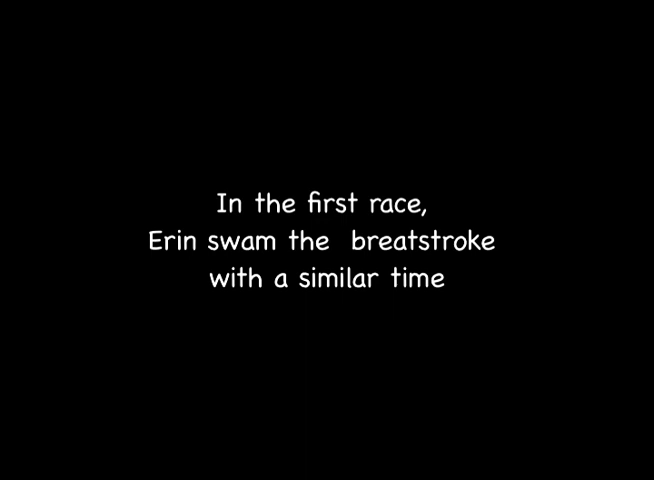 In the first race,
Erin swam the  breatstroke
with a similar time